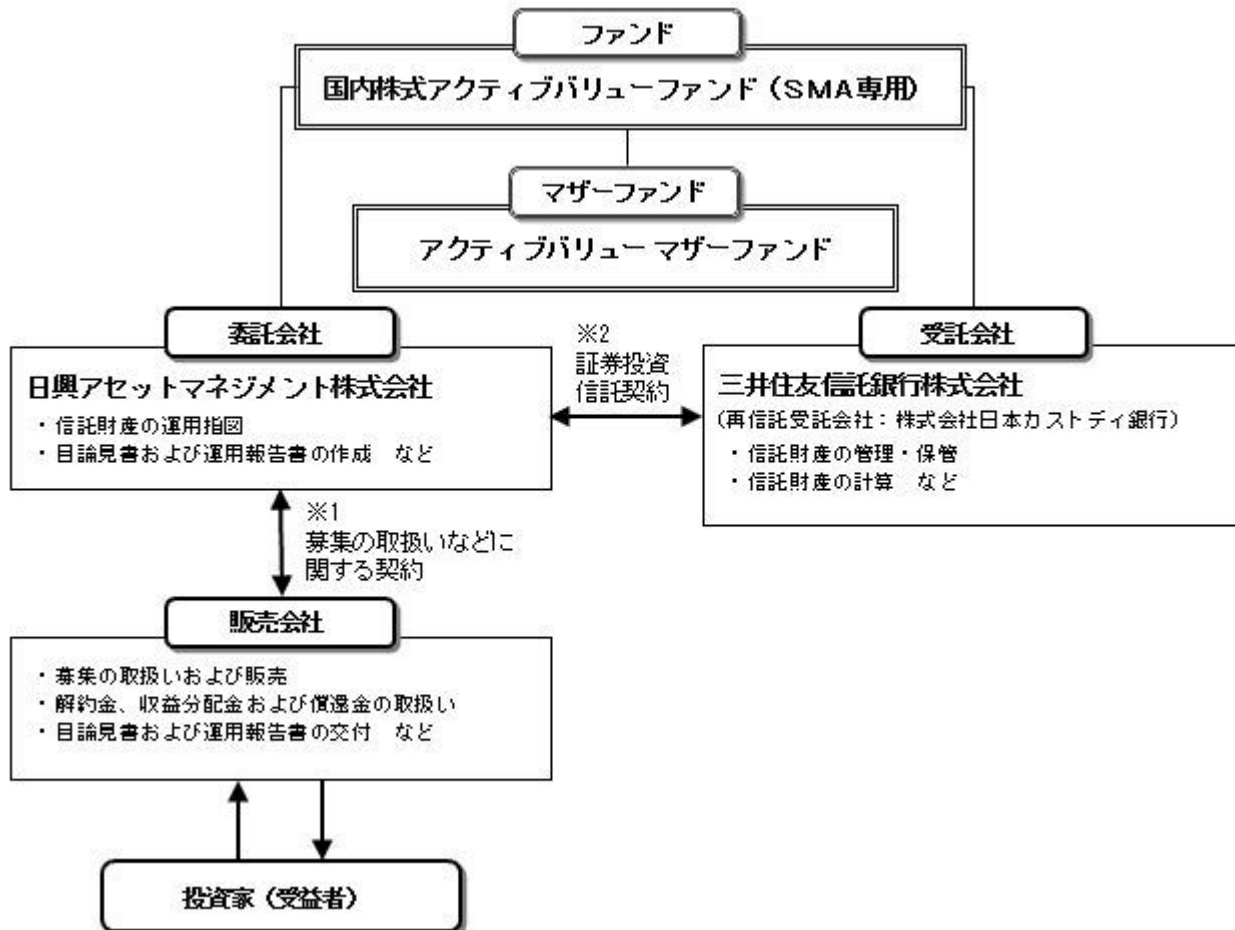 ファンド
国内株式アクティブバリューファンド（SMA専用）
マザーファンド
アクティブバリュー マザーファンド
委託会社
日興アセットマネジメント株式会社
・信託財産の運用指図
・目論見書および運用報告書の作成　など
※2
証券投資
信託契約
受託会社
三井住友信託銀行株式会社
（再信託受託会社：株式会社日本カストディ銀行）
・信託財産の管理・保管
・信託財産の計算　など
※1
募集の取扱いなどに
関する契約
販売会社
・募集の取扱いおよび販売
・解約金、収益分配金および償還金の取扱い
・目論見書および運用報告書の交付　など
投資家（受益者）